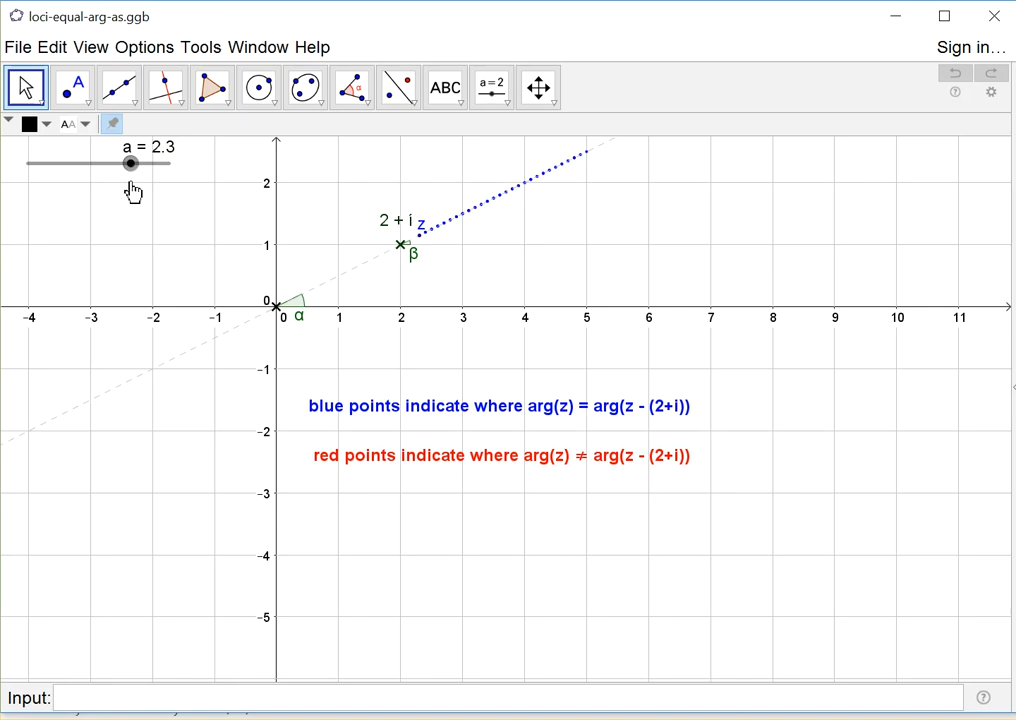 loci-equal-arg-as.ggb
File Edit View Options Tools Window Help
Sign in…
A
α
ABC
a=2
AA
a = 2.3
2
2 + í z
1
β
0
-4 -3 -2 -1 0 α 1 2 3 4 5 6 7 8 9 10 11
-1
blue points indicate where arg(z) = arg(z - (2+i))
-2
red points indicate where arg(z) ≠ arg(z - (2+i))
-3
-4
-5
Input: